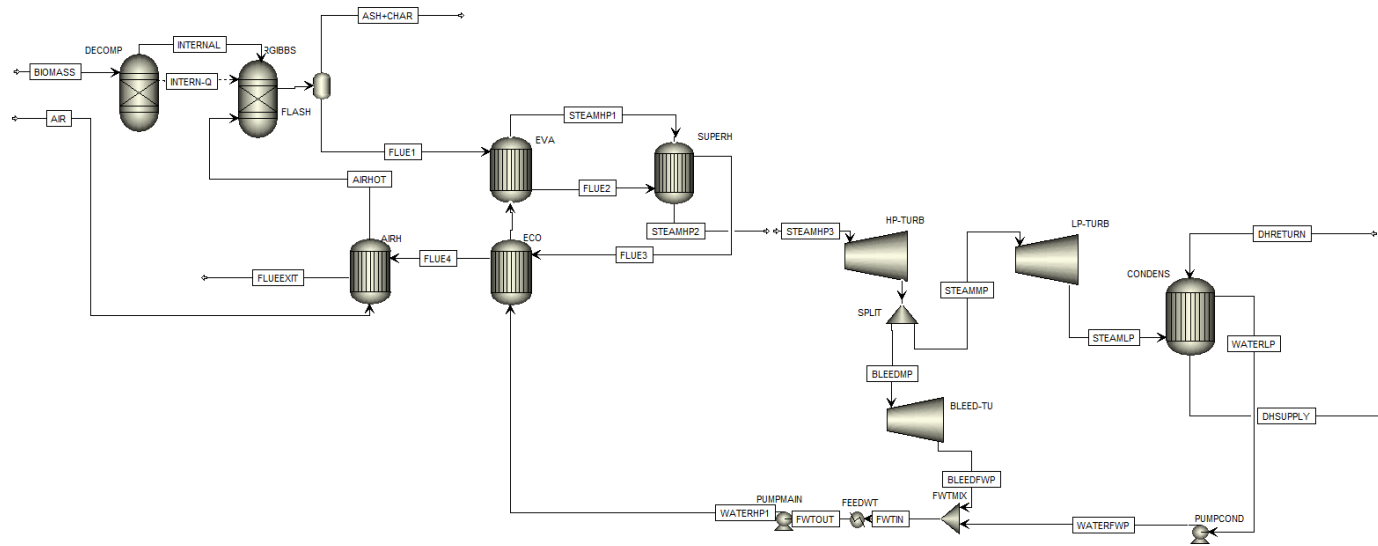 ASH+CHAR
INTERNAL
DECOMP
RGIBBS
BIOMASS
INTERN-Q
FLASH
AIR
STEAMHP1
EVA
SUPERH
FLUE1
AIRHOT
FLUE2
HP-TURB
LP-TURB
STEAMHP2
STEAMHP3
DHRETURN
AIRH
ECO
FLUE4
FLUE3
CONDENS
FLUEEXIT
STEAMMP
SPLIT
STEAMLP
WATERLP
BLEEDMP
BLEED-TU
DHSUPPLY
BLEEDFWP
FWTMIX
PUMPMAIN
FEEDWT
WATERHP1
FWTOUT
FWTIN
WATERFWP
PUMPCOND